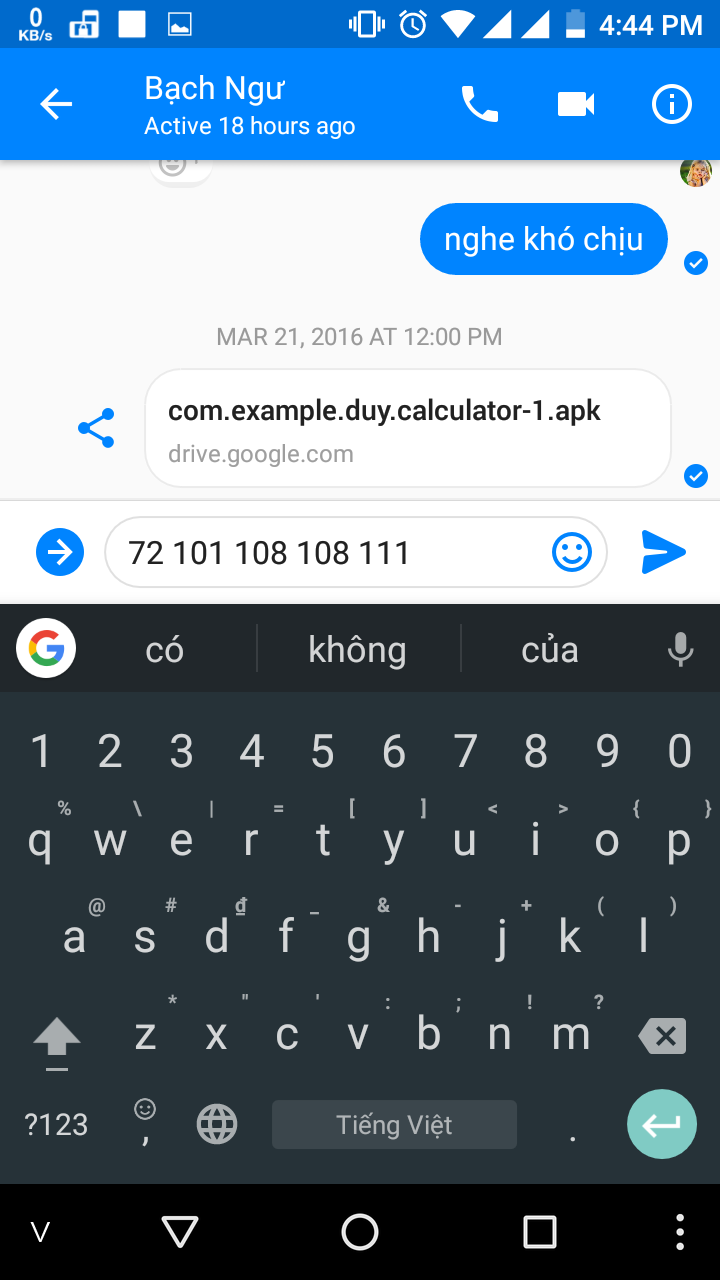 0
KB/s
4:44 PM
Bạch Ngư
Active 18 hours ago
nghe khó chịu
MAR 21, 2016 AT 12:00 PM
com.example.duy.calculator-1.apk
drive.google.com
72 101 108 108 111
có không của
1 2 3 4 5 6 7 8 9 0
% \ | = [ ] < > { }
q w e r t y u i o p
@ # ₫ _ & - + ( )
a s d f g h j k l
* " ' : ; ! ?
z x c v b n m
?123 , Tiếng Việt .